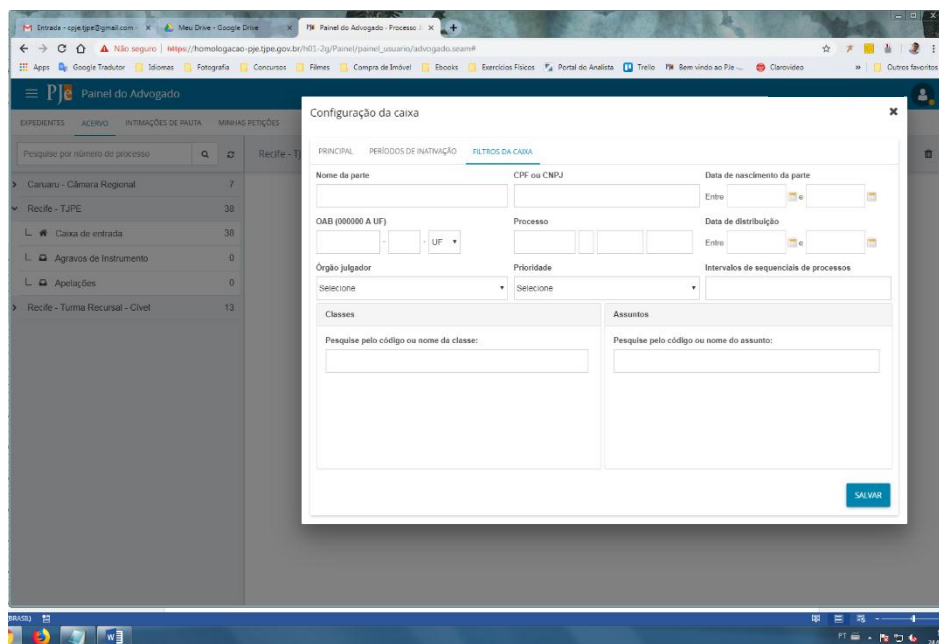 Entrada - cpje.tjpe@gmail.com - X
Meu Drive - Google Drive X
Painel do Advogado - Processo J X
Não seguro | https://homologacao-pje.tjpe.gov.br/h01-2g/Painel/painel_usuario/advogado.seam#
Apps Google Tradutor Idiomas Fotografia Concursos Filmes Compra de Imóvel Ebooks Exercícios Físicos Portal do Analista Trello Bem vindo ao PJe -... Clarovideo » Outros favoritos
PJe Painel do Advogado
EXPEDIENTES ACERVO INTIMAÇÕES DE PAUTA MINHAS PETIÇÕES
Pesquise por número do processo
Recife - TJ
Caruaru - Câmara Regional 7
Recife - TJPE 38
Caixa de entrada 38
Agravos de Instrumento 0
Apelações 0
Recife - Turma Recursal - Cível 13
Configuração da caixa
PRINCIPAL PERÍODOS DE INATIVAÇÃO FILTROS DA CAIXA
Nome da parte CPF ou CNPJ Data de nascimento da parte
Entre e
OAB (000000 A UF) Processo Data de distribuição
- - UF Entre e
Órgão julgador Prioridade Intervalos de sequenciais de processos
Selecione Selecione
Classes Assuntos
Pesquise pelo código ou nome da classe: Pesquise pelo código ou nome do assunto:
SALVAR
BRASIL)
PT